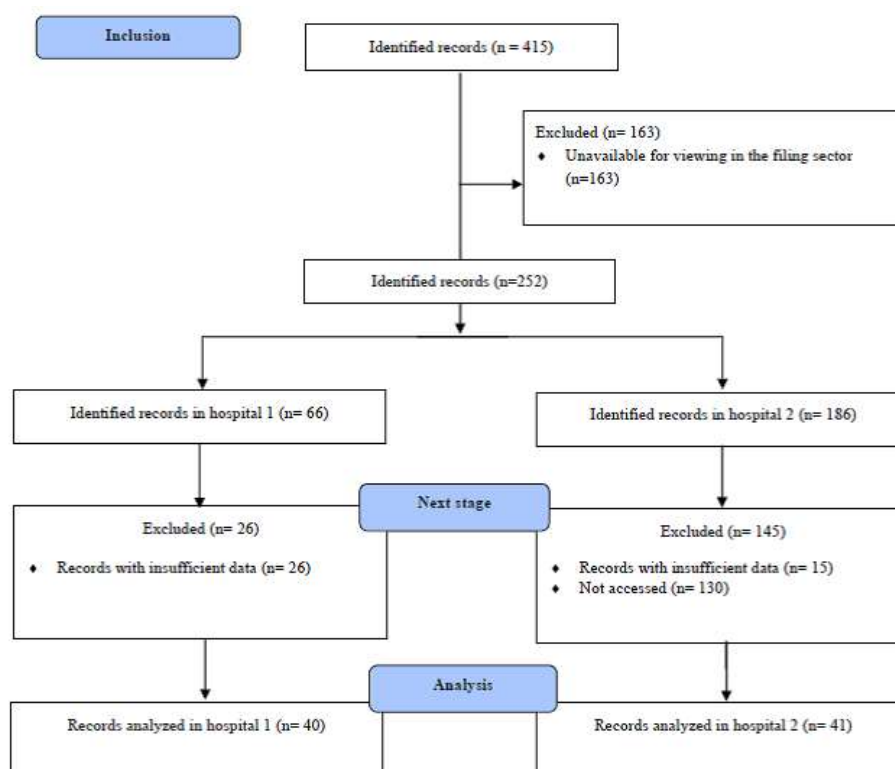 Inclusion
Identified records (n = 415)
Excluded (n= 163)
♦ Unavailable for viewing in the filing sector
(n=163)
Identified records (n=252)
Identified records in hospital 1 (n= 66)
Identified records in hospital 2 (n= 186)
Next stage
Excluded (n= 26)
♦ Records with insufficient data (n= 26)
Excluded (n= 145)
♦ Records with insufficient data (n= 15)
♦ Not accessed (n= 130)
Analysis
Records analyzed in hospital 1 (n= 40)
Records analyzed in hospital 2 (n= 41)